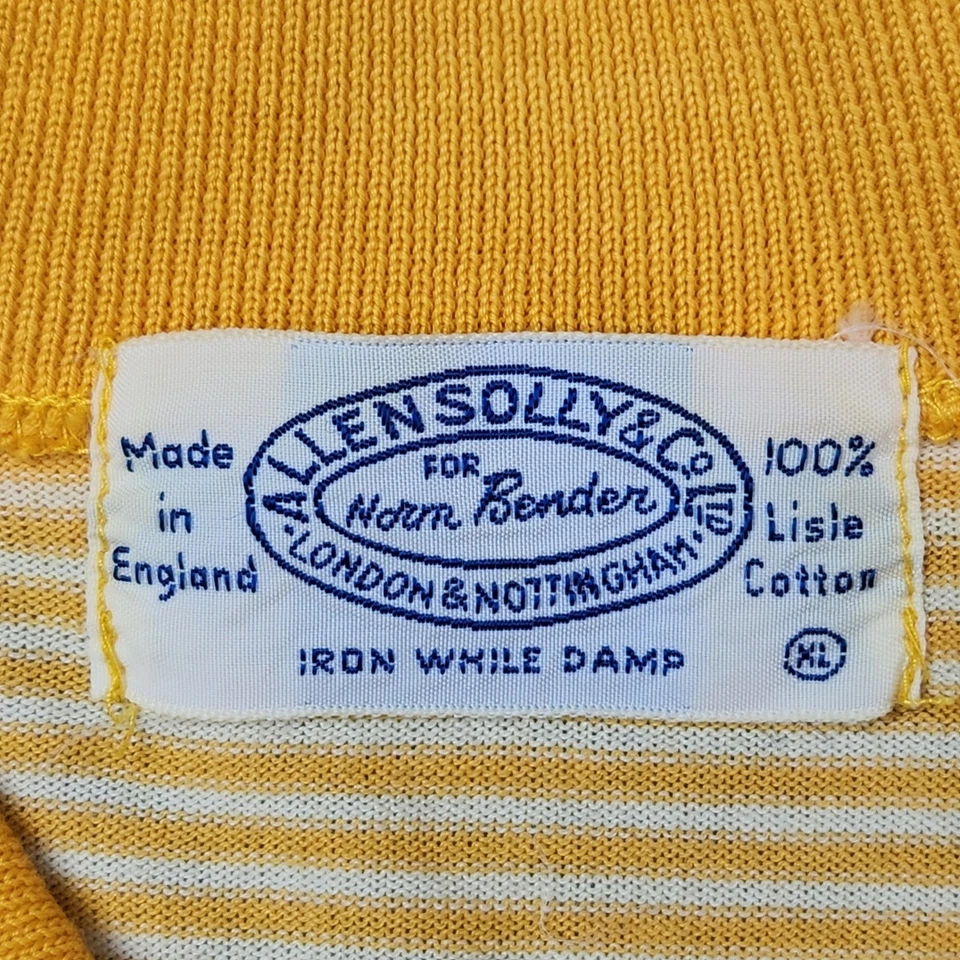 Made
in
England
ALLEN SOLLY & Co. LTD
FOR
Norm Bender
·LONDON & NOTTINGHAM·
100%
Lisle
Cotton
IRON WHILE DAMP
XL